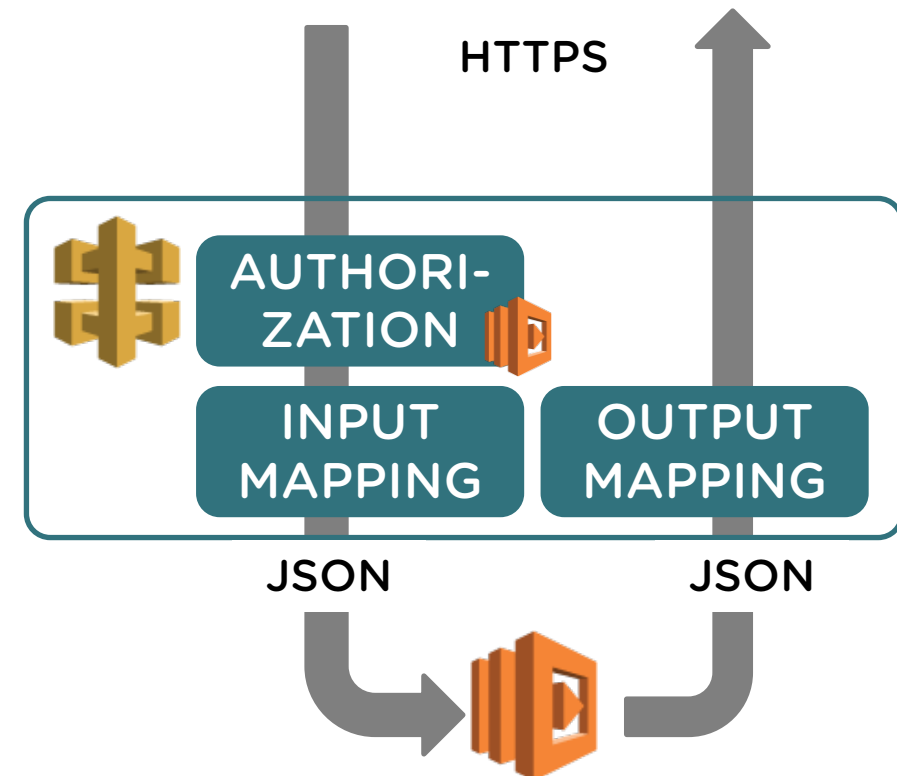 HTTPS
AUTHORI-
ZATION
INPUT
MAPPING
OUTPUT
MAPPING
JSON
JSON